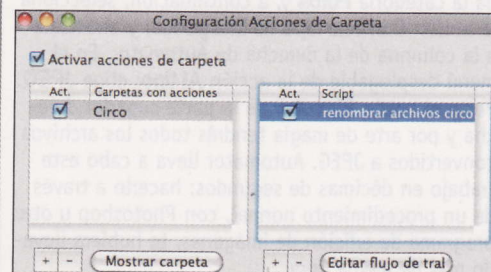 Configuración Acciones de Carpeta
Activar acciones de carpeta
Act. Carpetas con acciones
Circo
Act. Script
renombrar archivos circo
+ - Mostrar carpeta
+ - Editar flujo de tral